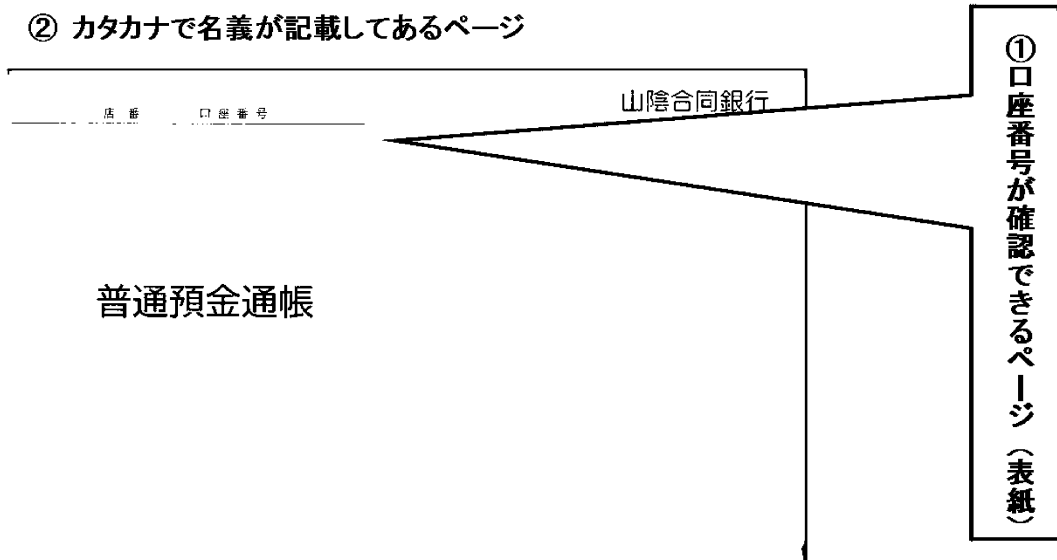 ② カタカナで名義が記載してあるページ
店番 口座番号
山陰合同銀行
普通預金通帳
①口座番号が確認できるページ（表紙）